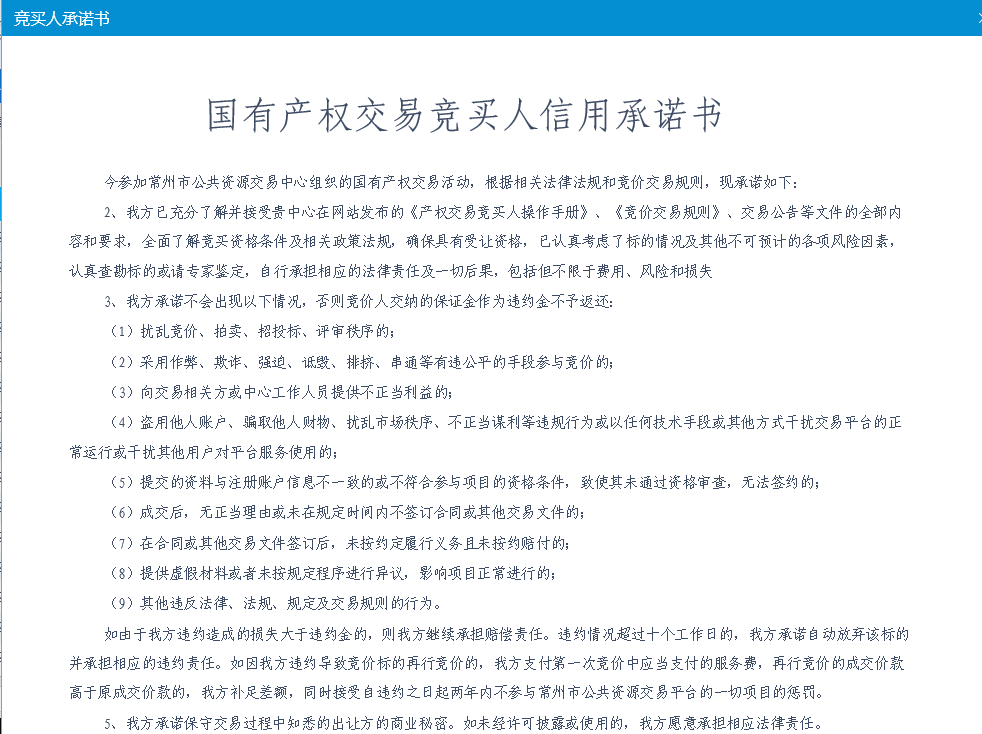 竞买人承诺书
国有产权交易竞买人信用承诺书
今参加常州市公共资源交易中心组织的国有产权交易活动，根据相关法律法规和竞价交易规则，现承诺如下：
2、我方已充分了解并接受贵中心在网站发布的《产权交易竞买人操作手册》、《竞价交易规则》、交易公告等文件的全部内
容和要求，全面了解竞买资格条件及相关政策法规，确保具有受让资格，已认真考虑了标的情况及其他不可预计的各项风险因素，
认真查勘标的或请专家鉴定，自行承担相应的法律责任及一切后果，包括但不限于费用、风险和损失
3、我方承诺不会出现以下情况，否则竞价人交纳的保证金作为违约金不予返还：
（1）扰乱竞价、拍卖、招投标、评审秩序的；
（2）采用作弊、欺诈、强迫、诋毁、排挤、串通等有违公平的手段参与竞价的；
（3）向交易相关方或中心工作人员提供不正当利益的；
（4）盗用他人账户、骗取他人财物、扰乱市场秩序、不正当谋利等违规行为或以任何技术手段或其他方式干扰交易平台的正
常运行或干扰其他用户对平台服务使用的；
（5）提交的资料与注册账户信息不一致的或不符合参与项目的资格条件，致使其未通过资格审查，无法签约的；
（6）成交后，无正当理由或未在规定时间内不签订合同或其他交易文件的；
（7）在合同或其他交易文件签订后，未按约定履行义务且未按约赔付的；
（8）提供虚假材料或者未按规定程序进行异议，影响项目正常进行的；
（9）其他违反法律、法规、规定及交易规则的行为。
如由于我方违约造成的损失大于违约金的，则我方继续承担赔偿责任。违约情况超过十个工作日的，我方承诺自动放弃该标的
并承担相应的违约责任。如因我方违约导致竞价标的再行竞价的，我方支付第一次竞价中应当支付的服务费，再行竞价的成交价款
高于原成交价款的，我方补足差额，同时接受自违约之日起两年内不参与常州市公共资源交易平台的一切项目的惩罚。
5、我方承诺保守交易过程中知悉的出让方的商业秘密。如未经许可披露或使用的，我方愿意承担相应法律责任。